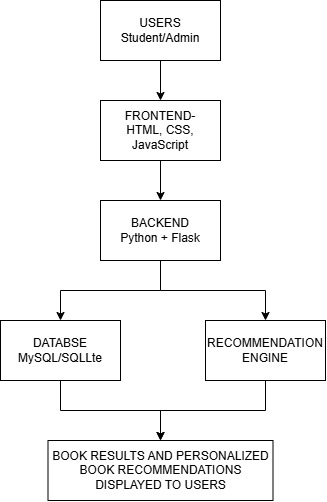 USERS
Student/Admin
FRONTEND-
HTML, CSS,
JavaScript
BACKEND
Python + Flask
DATABSE
MySQL/SQLLte
RECOMMENDATION
ENGINE
BOOK RESULTS AND PERSONALIZED
BOOK RECOMMENDATIONS
DISPLAYED TO USERS